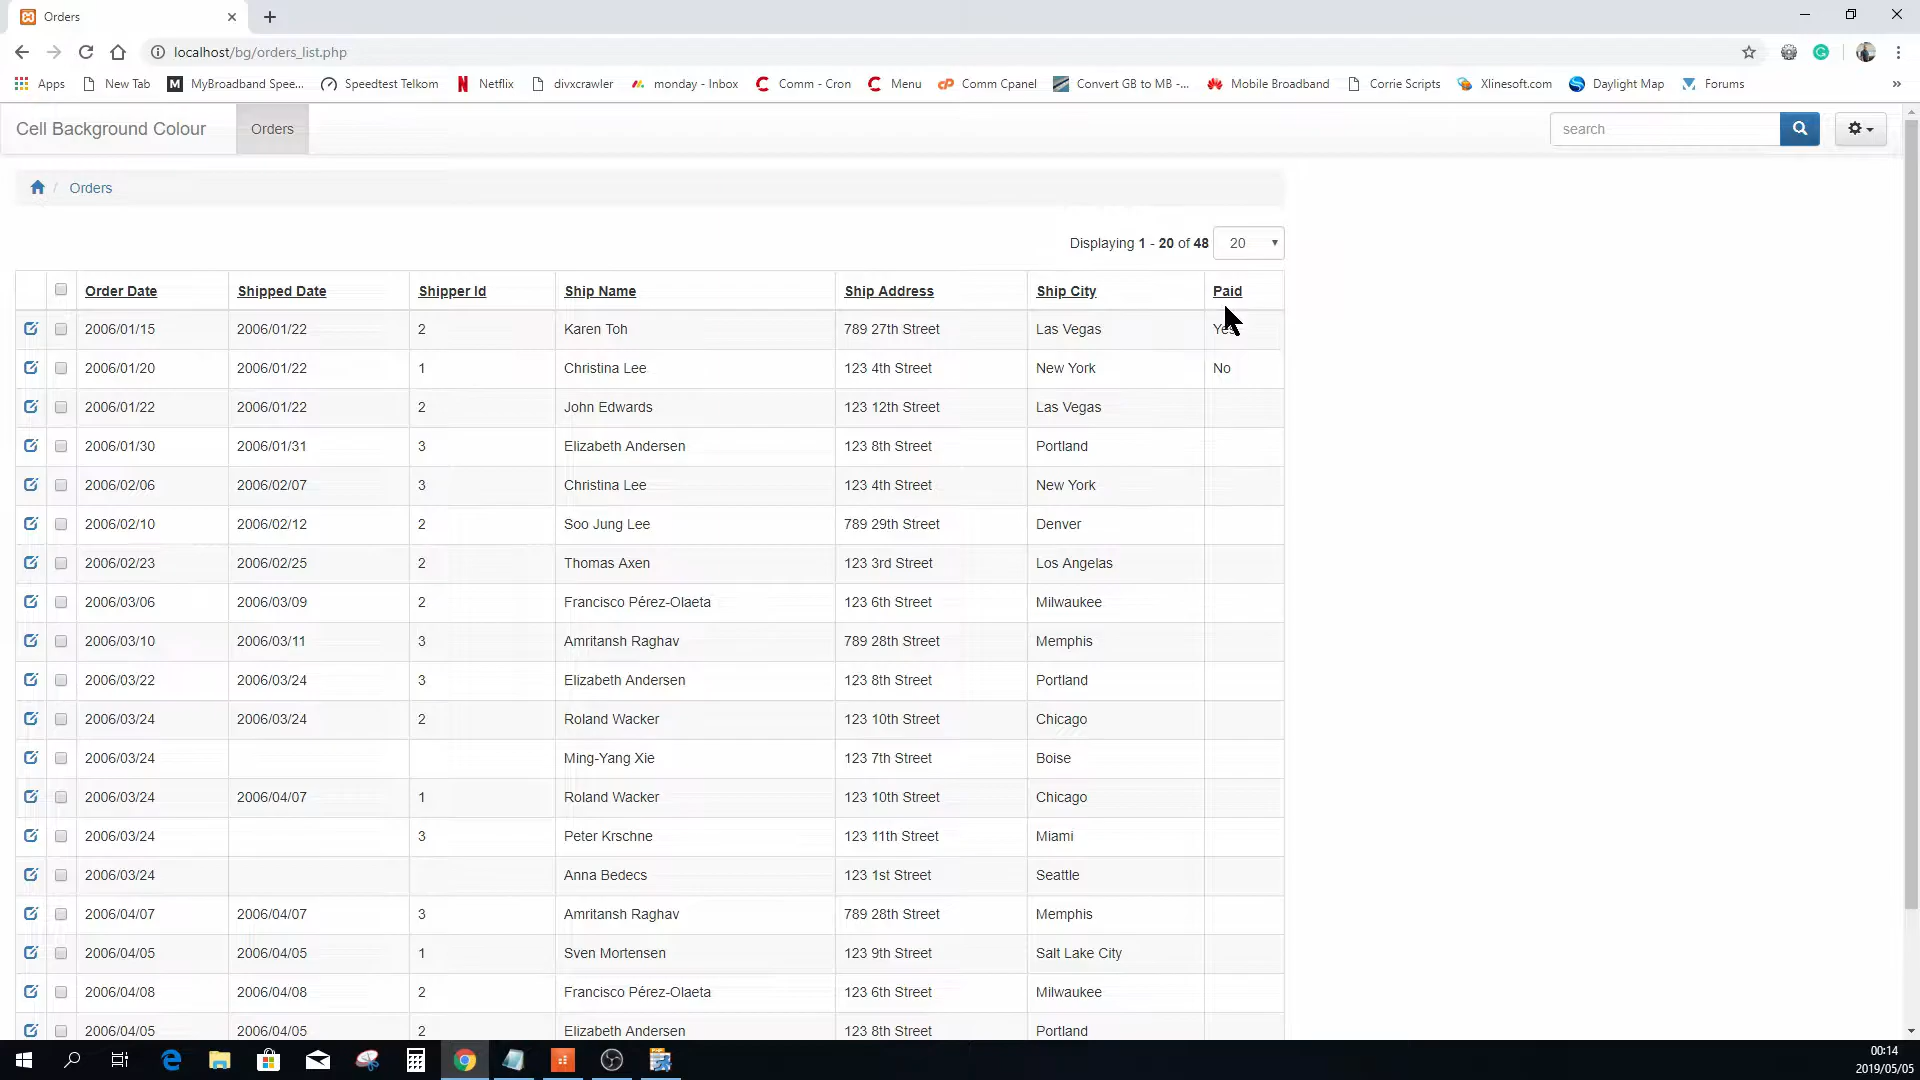 Orders
localhost/bg/orders_list.php
Apps New Tab MyBroadband Spee... Speedtest Telkom Netflix divxcrawler monday - Inbox Comm - Cron Menu Comm Cpanel Convert GB to MB -... Mobile Broadband Corrie Scripts Xlinesoft.com Daylight Map Forums »
Cell Background Colour Orders search
/ Orders
Displaying 1 - 20 of 48 20
Order Date Shipped Date Shipper Id Ship Name Ship Address Ship City Paid
2006/01/15 2006/01/22 2 Karen Toh 789 27th Street Las Vegas Yes
2006/01/20 2006/01/22 1 Christina Lee 123 4th Street New York No
2006/01/22 2006/01/22 2 John Edwards 123 12th Street Las Vegas
2006/01/30 2006/01/31 3 Elizabeth Andersen 123 8th Street Portland
2006/02/06 2006/02/07 3 Christina Lee 123 4th Street New York
2006/02/10 2006/02/12 2 Soo Jung Lee 789 29th Street Denver
2006/02/23 2006/02/25 2 Thomas Axen 123 3rd Street Los Angelas
2006/03/06 2006/03/09 2 Francisco Pérez-Olaeta 123 6th Street Milwaukee
2006/03/10 2006/03/11 3 Amritansh Raghav 789 28th Street Memphis
2006/03/22 2006/03/24 3 Elizabeth Andersen 123 8th Street Portland
2006/03/24 2006/03/24 2 Roland Wacker 123 10th Street Chicago
2006/03/24 Ming-Yang Xie 123 7th Street Boise
2006/03/24 2006/04/07 1 Roland Wacker 123 10th Street Chicago
2006/03/24 3 Peter Krschne 123 11th Street Miami
2006/03/24 Anna Bedecs 123 1st Street Seattle
2006/04/07 2006/04/07 3 Amritansh Raghav 789 28th Street Memphis
2006/04/05 2006/04/05 1 Sven Mortensen 123 9th Street Salt Lake City
2006/04/08 2006/04/08 2 Francisco Pérez-Olaeta 123 6th Street Milwaukee
2006/04/05 2006/04/05 2 Elizabeth Andersen 123 8th Street Portland
00:14
2019/05/05